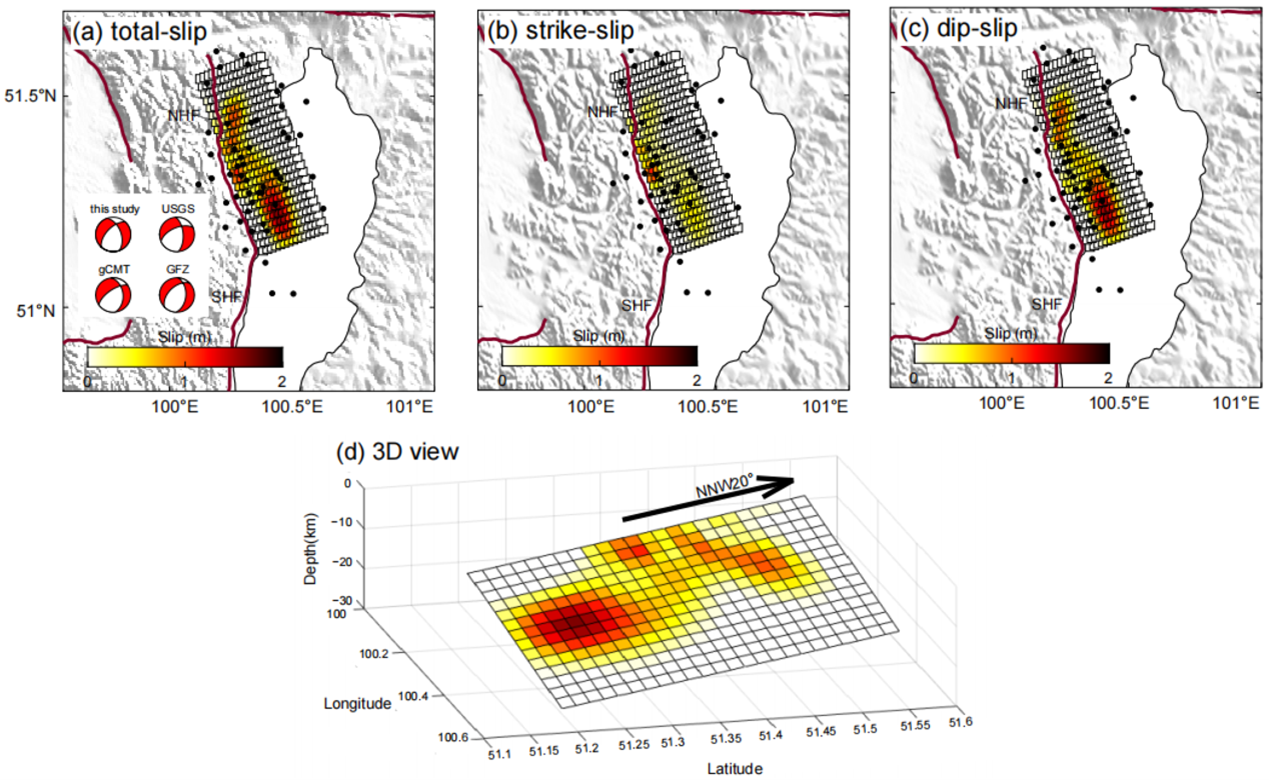 (a) total-slip
(b) strike-slip
(c) dip-slip
51.5°N
51°N
NHF
this study
USGS
gCMT
GFZ
SHF
Slip (m)
0
1
2
100°E
100.5°E
101°E
NHF
SHF
Slip (m)
0
1
2
100°E
100.5°E
101°E
NHF
SHF
Slip (m)
0
1
2
100°E
100.5°E
101°E
(d) 3D view
NNW20°
Depth(km)
0
−10
−20
−30
100
100.2
100.4
100.6
Longitude
51.1
51.15
51.2
51.25
51.3
51.35
51.4
51.45
51.5
51.55
51.6
Latitude